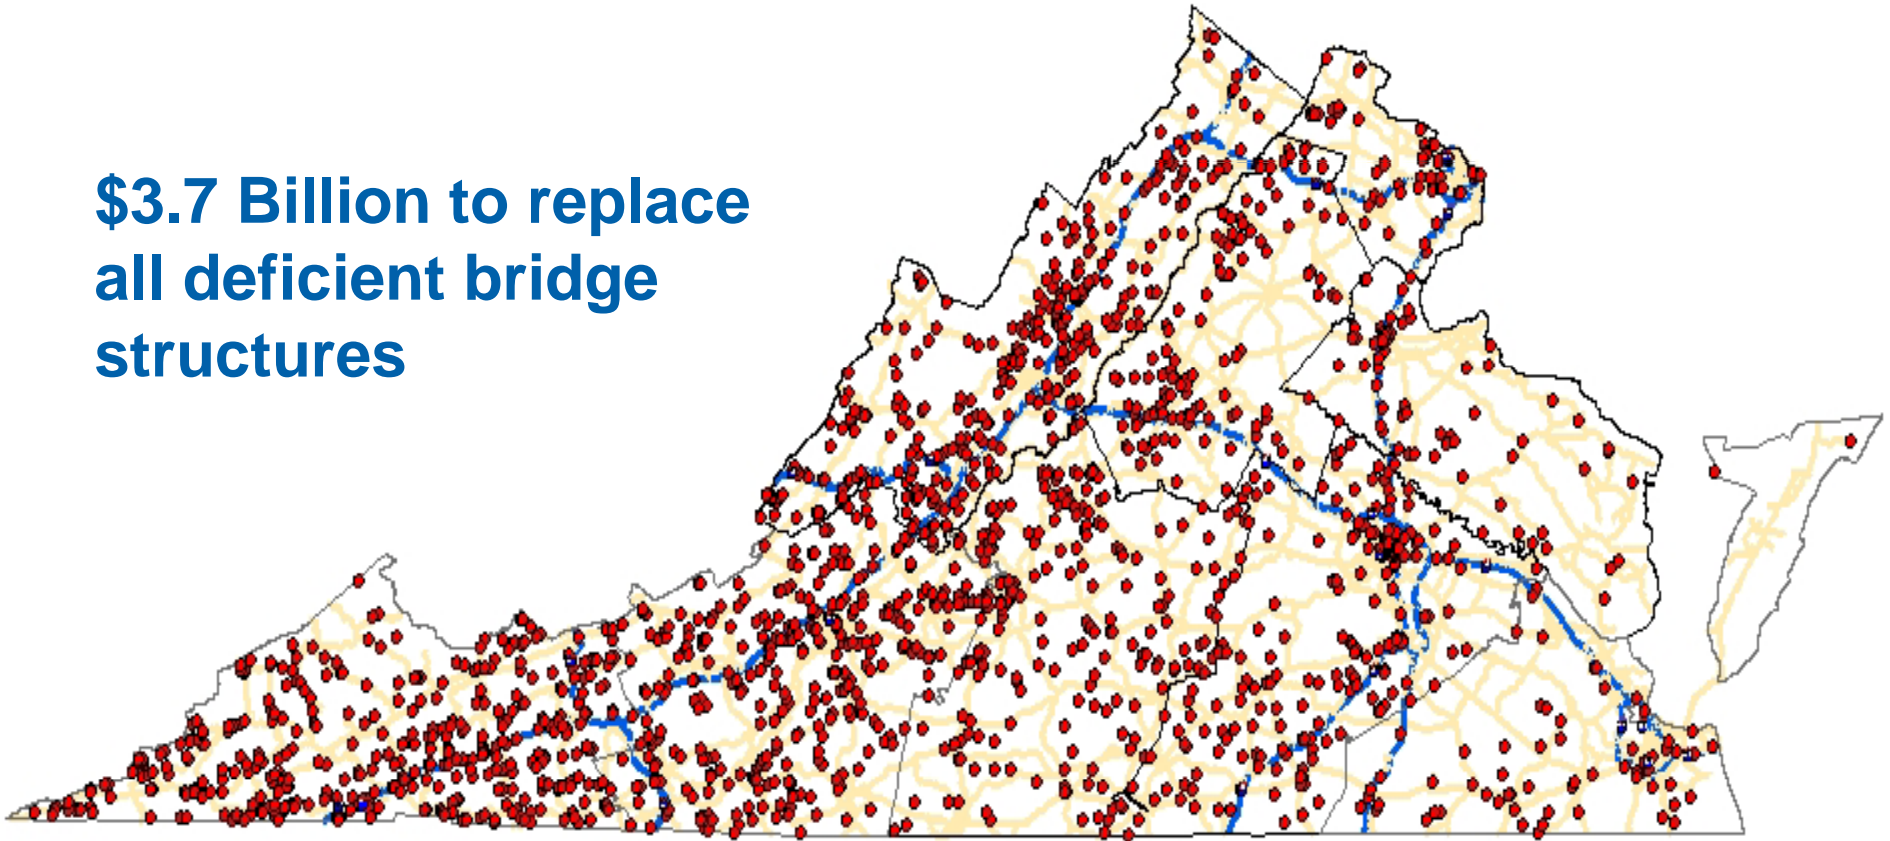 $3.7 Billion to replace
all deficient bridge
structures